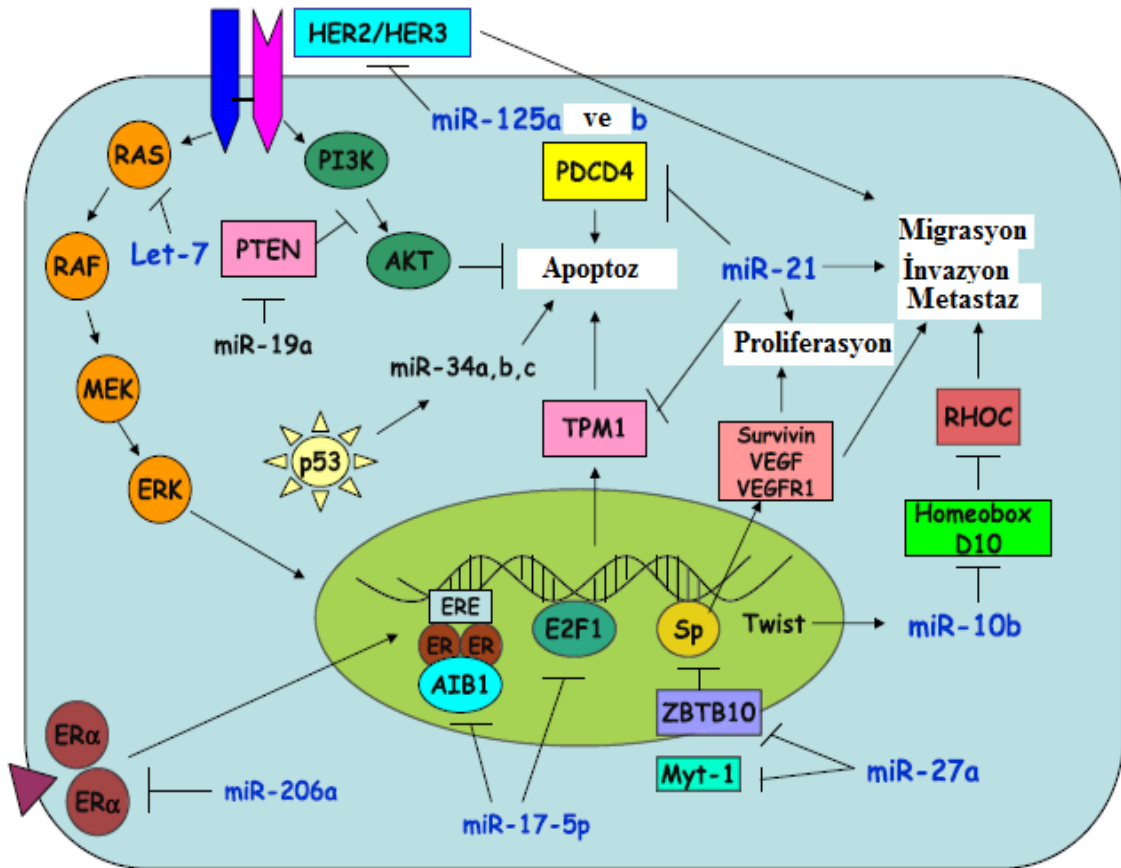 HER2/HER3
miR-125a ve b
RAS
PI3K
PDCD4
Let-7
PTEN
RAF
AKT
Apoptoz
miR-21
Migrasyon
İnvazyon
Metastaz
miR-19a
miR-34a,b,c
Proliferasyon
MEK
TPM1
Survivin
VEGF
VEGFR1
RHOC
p53
ERK
Homeobox
D10
ERE
ER ER
AIB1
E2F1
Sp
Twist
miR-10b
ZBTB10
ERα
ERα
miR-206a
Myt-1
miR-27a
miR-17-5p